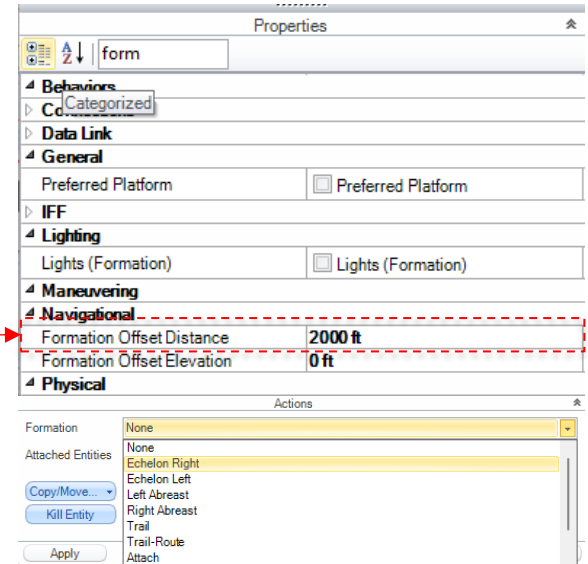 Properties
form
Behaviors
Categorized
Data Link
General
Preferred Platform Preferred Platform
IFF
Lighting
Lights (Formation) Lights (Formation)
Maneuvering
Navigational
Formation Offset Distance 2000 ft
Formation Offset Elevation 0 ft
Physical
Actions
Formation None
None
Attached Entities
Echelon Right
Echelon Left
Copy/Move... Left Abreast
Right Abreast
Kill Entity
Trail
Trail-Route
Apply Attach